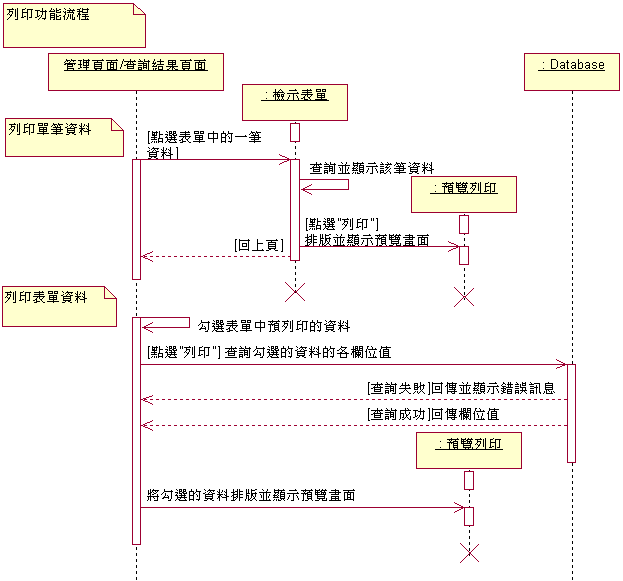 列印功能流程
管理頁面/查詢結果頁面
: Database
: 檢示表單
列印單筆資料
[點選表單中的一筆
資料]
查詢並顯示該筆資料
: 預覽列印
[點選"列印"]
排版並顯示預覽畫面
[回上頁]
列印表單資料
勾選表單中預列印的資料
[點選"列印"] 查詢勾選的資料的各欄位值
[查詢失敗]回傳並顯示錯誤訊息
[查詢成功]回傳欄位值
: 預覽列印
將勾選的資料排版並顯示預覽畫面